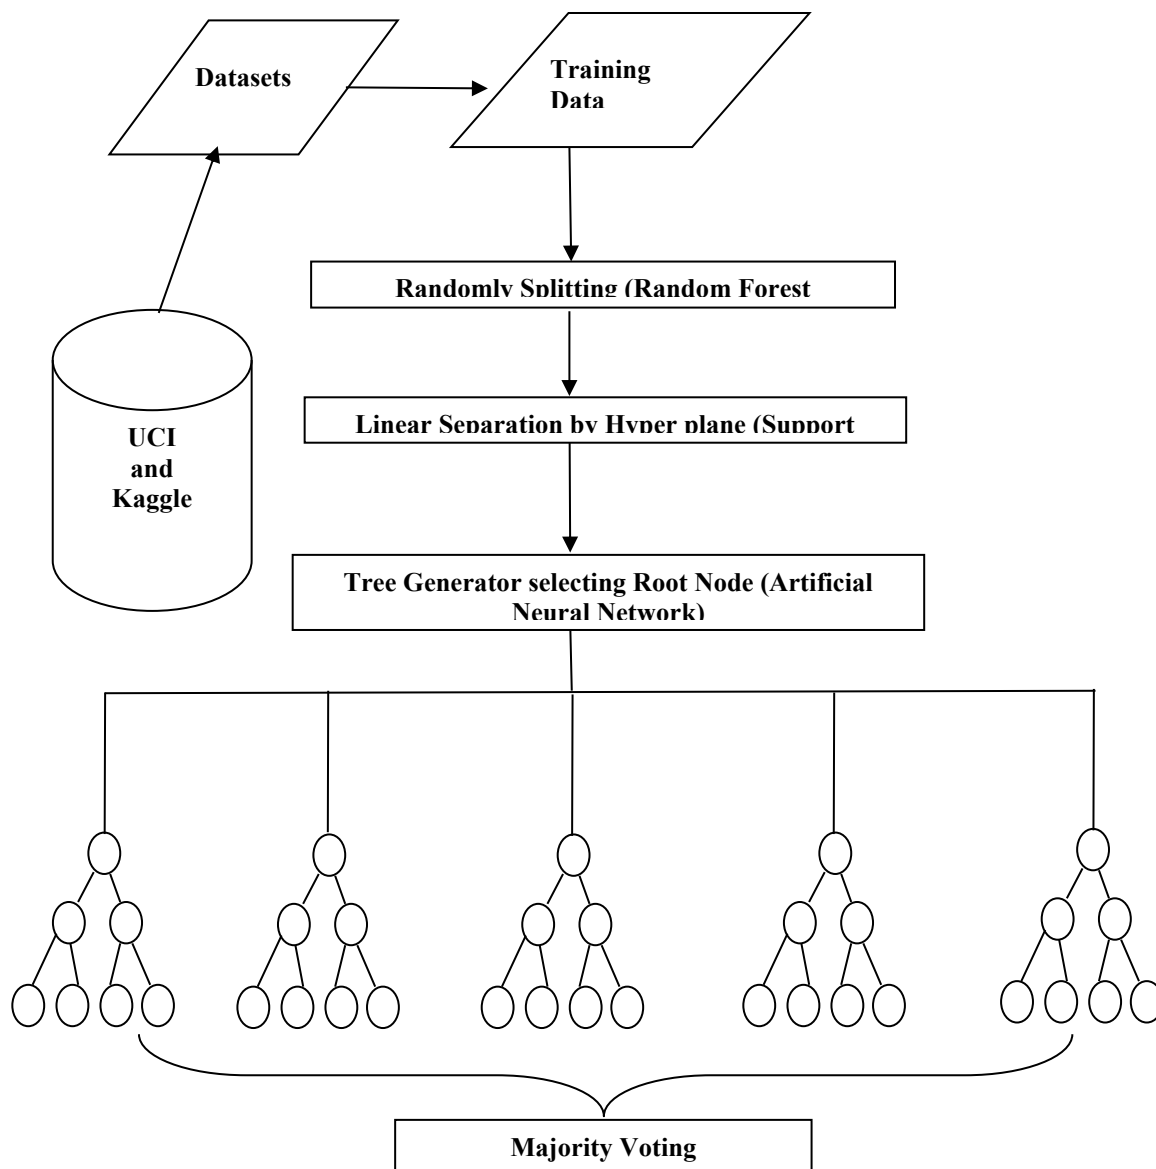 Datasets
Training
Data
Randomly Splitting (Random Forest
Linear Separation by Hyper plane (Support
UCI
and
Kaggle
Tree Generator selecting Root Node (Artificial
Neural Network)
Majority Voting